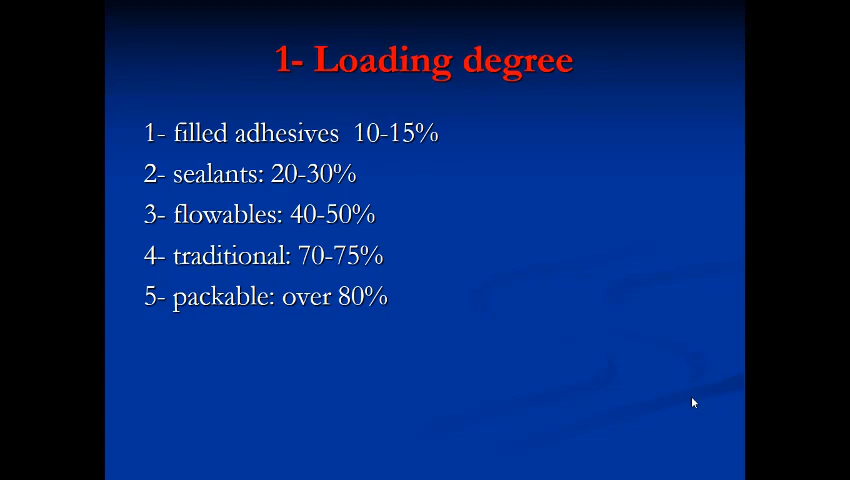 1- Loading degree
1- filled adhesives  10-15%
2- sealants: 20-30%
3- flowables: 40-50%
4- traditional: 70-75%
5- packable: over 80%